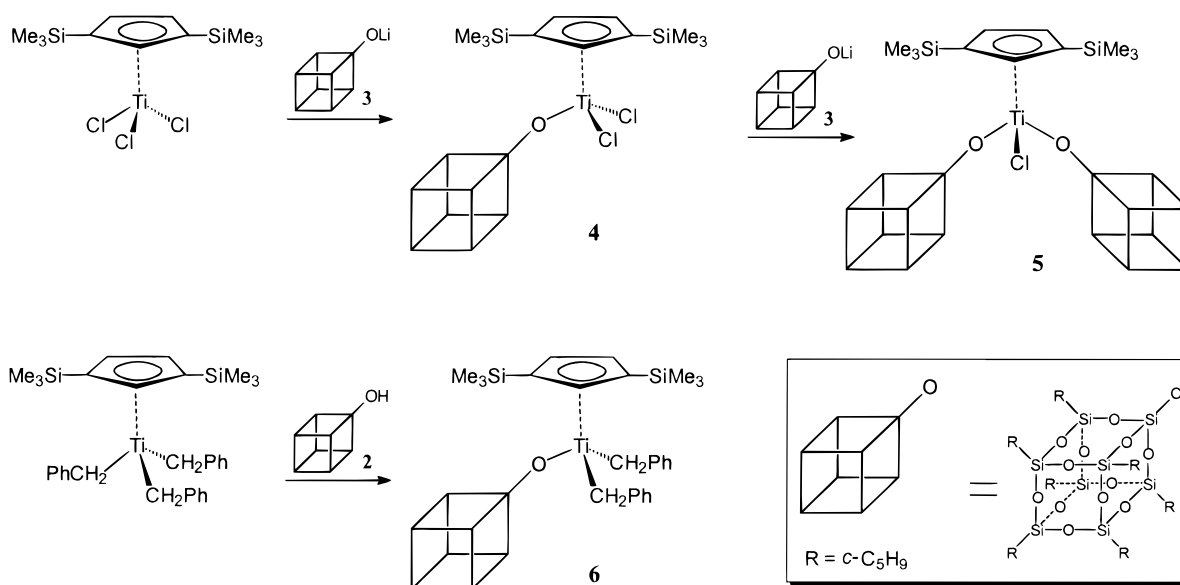 Me3Si SiMe3
Ti
Cl Cl
Cl
OLi
3
Me3Si SiMe3
Ti
Cl
O
Cl
4
OLi
3
Me3Si SiMe3
Ti
O O
Cl
5
Me3Si SiMe3
Ti
PhCH2 CH2Ph
CH2Ph
OH
2
Me3Si SiMe3
Ti
O CH2Ph
CH2Ph
6
O
=
R O
Si O Si
O O O
R Si O Si R
O R Si O Si
O O O R
Si O Si
R R
R = c-C5H9